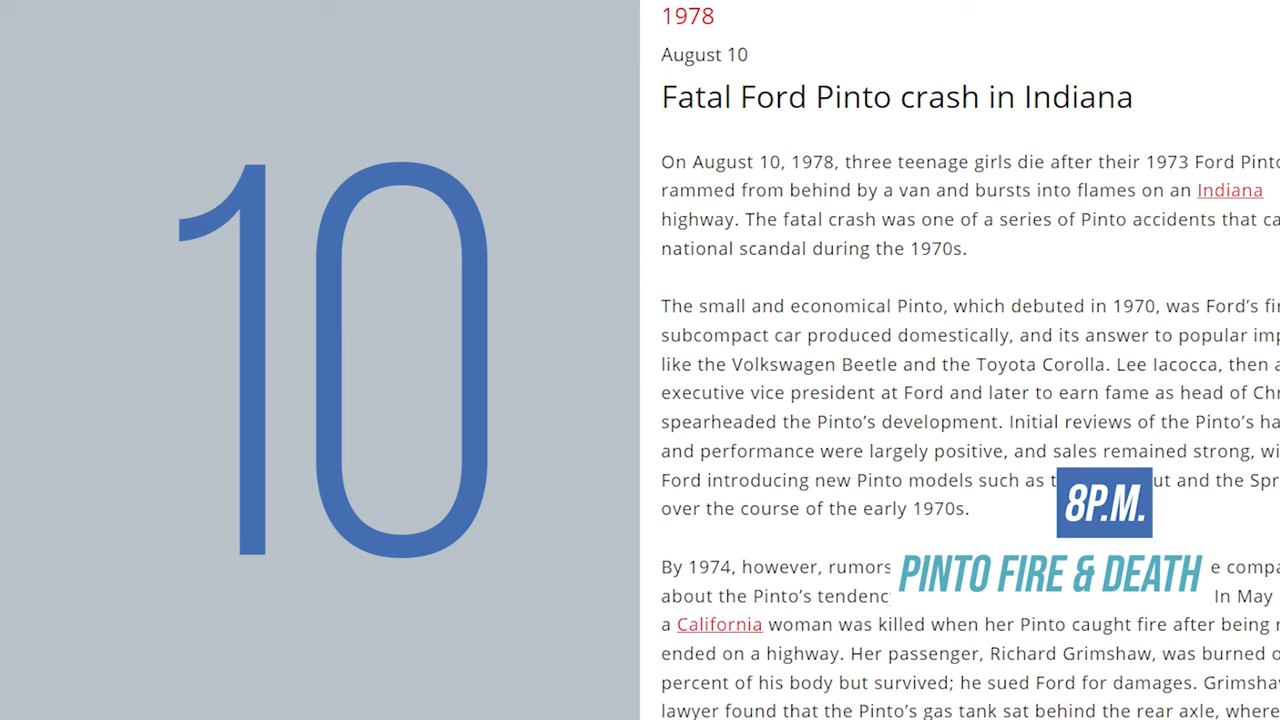 10
1978
August 10
Fatal Ford Pinto crash in Indiana
On August 10, 1978, three teenage girls die after their 1973 Ford Pinto
rammed from behind by a van and bursts into flames on an Indiana
highway. The fatal crash was one of a series of Pinto accidents that ca
national scandal during the 1970s.
The small and economical Pinto, which debuted in 1970, was Ford's fir
subcompact car produced domestically, and its answer to popular imp
like the Volkswagen Beetle and the Toyota Corolla. Lee Iacocca, then a
executive vice president at Ford and later to earn fame as head of Chr
spearheaded the Pinto's development. Initial reviews of the Pinto's ha
and performance were largely positive, and sales remained strong, wi
Ford introducing new Pinto models such as t ut and the Spr
over the course of the early 1970s.
8P.M.
By 1974, however, rumors e compa
PINTO FIRE & DEATH
about the Pinto's tendenc In May
a California woman was killed when her Pinto caught fire after being r
ended on a highway. Her passenger, Richard Grimshaw, was burned o
percent of his body but survived; he sued Ford for damages. Grimshaw
lawyer found that the Pinto's gas tank sat behind the rear axle, where